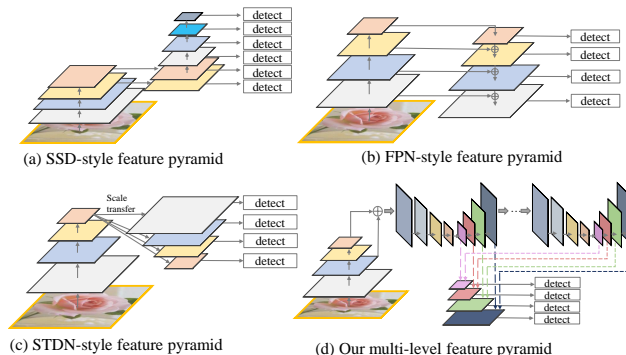 detect
detect
detect
detect
detect
detect
(a) SSD-style feature pyramid
detect
detect
detect
detect
(b) FPN-style feature pyramid
Scale
transfer
detect
detect
detect
detect
(c) STDN-style feature pyramid
...
detect
detect
detect
detect
(d) Our multi-level feature pyramid